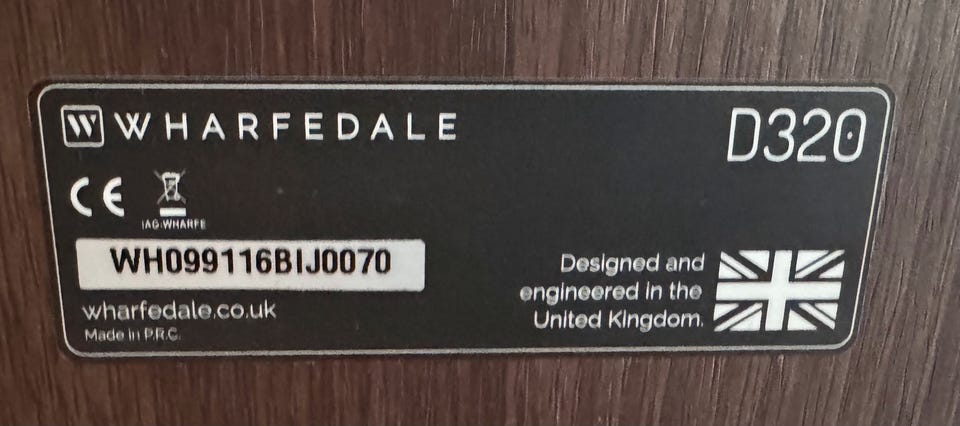 W WHARFEDALE
D320
CE
IAG-WHARFE
WH099116BIJ0070
wharfedale.co.uk
Made in P.R.C.
Designed and
engineered in the
United Kingdom.